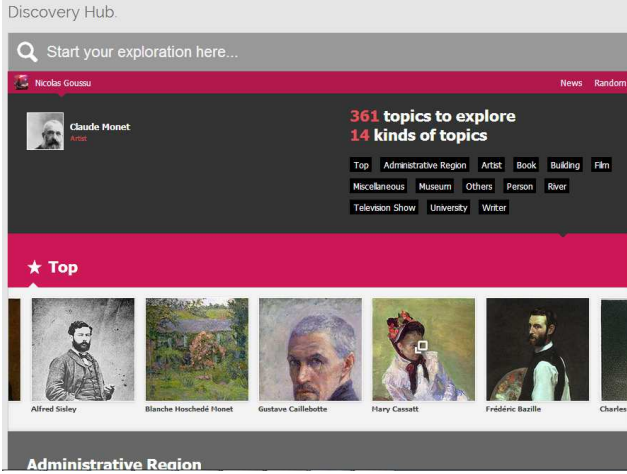 Discovery Hub.
Start your exploration here...
Nicolas Goussu
News Random
Claude Monet
Artist
361 topics to explore
14 kinds of topics
Top Administrative Region Artist Book Building Film
Miscellaneous Museum Others Person River
Television Show University Writer
★ Top
Alfred Sisley Blanche Hoschedé Monet Gustave Caillebotte Mary Cassatt Frédéric Bazille Charles
Administrative Region